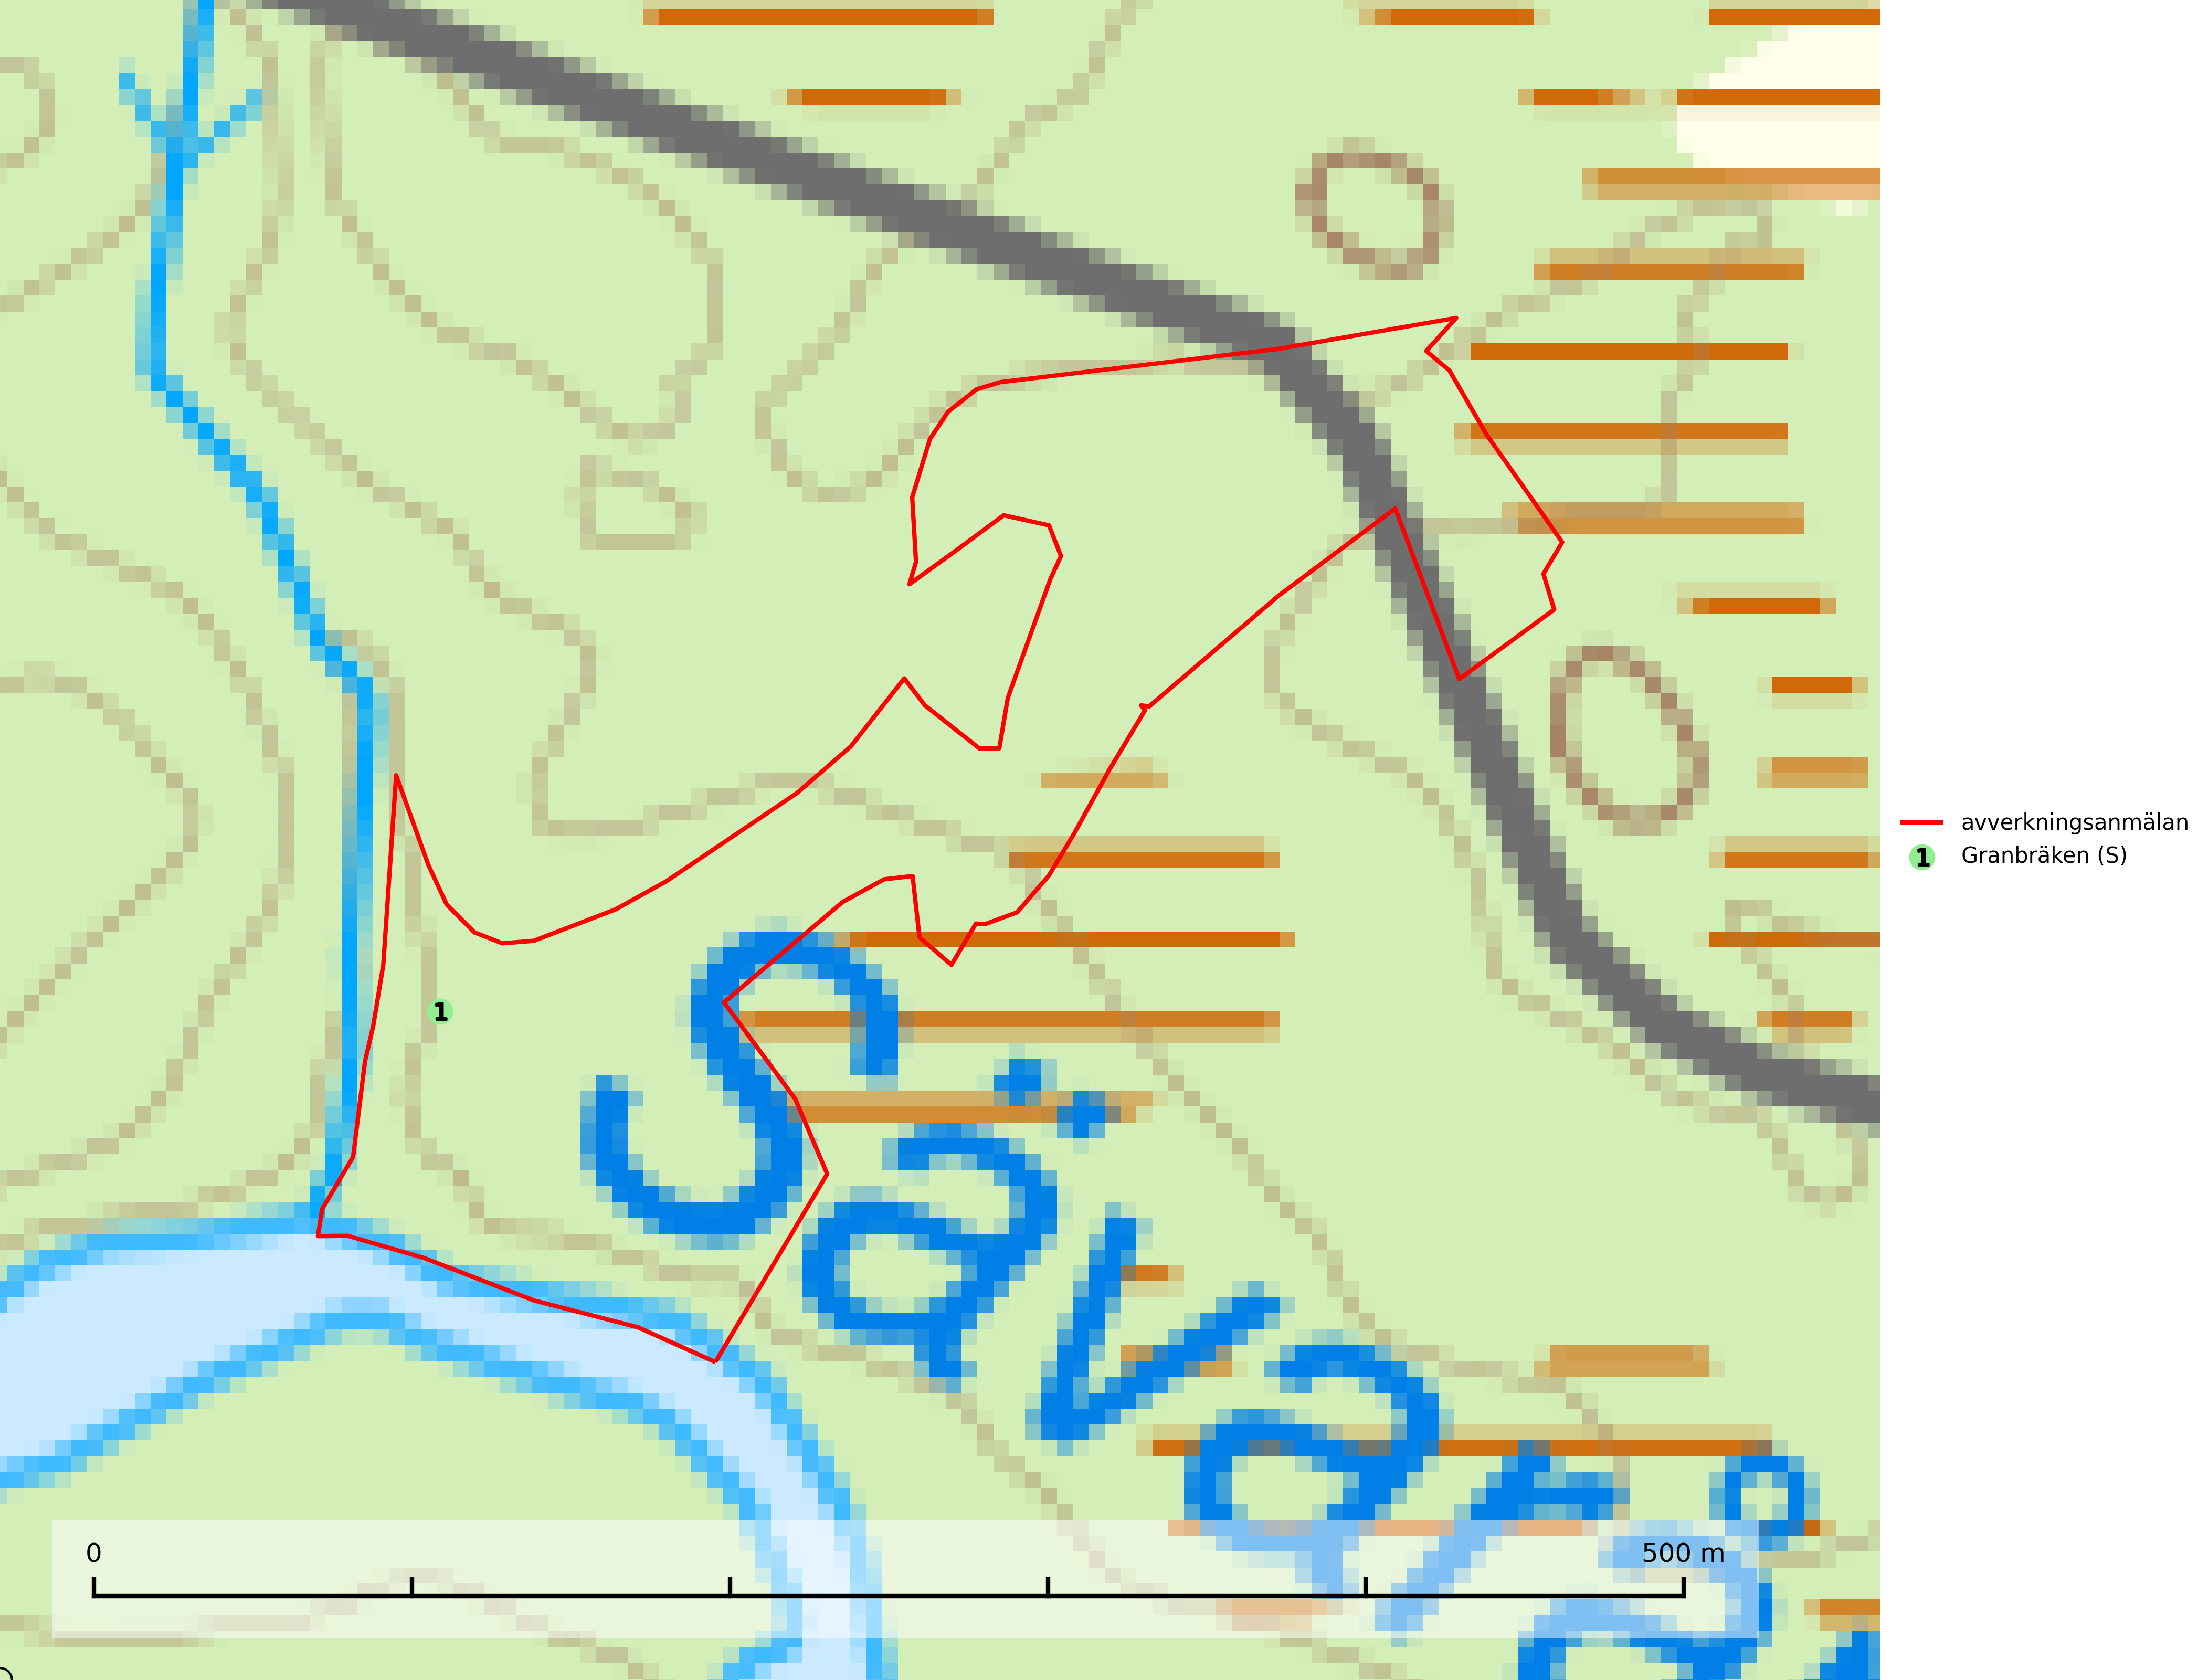 avverkningsanmälan
1 Granbräken (S)
1
0 500 m